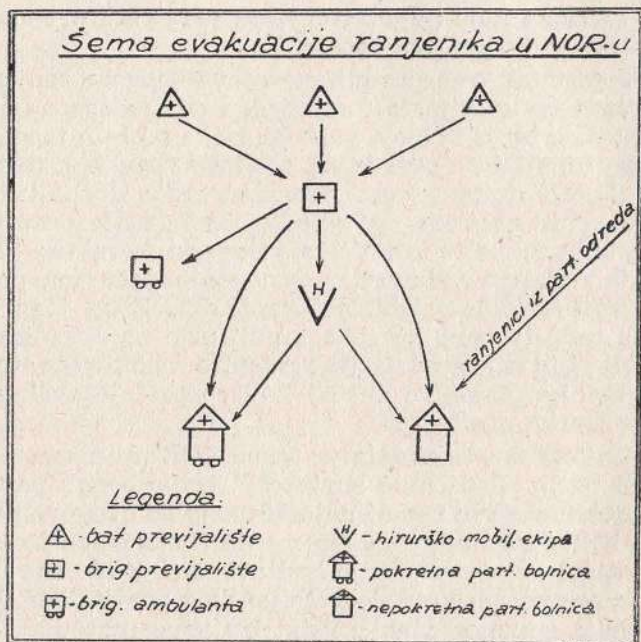 Šema evakuacije ranjenika u NOR-u
H
ranjenici iz part. odreda
Legenda.
- bat previjalište
- brig. previjalište
- brig. ambulanta
H - hirurško mobil. ekipa
- pokretna part. bolnica
- nepokretna part. bolnica